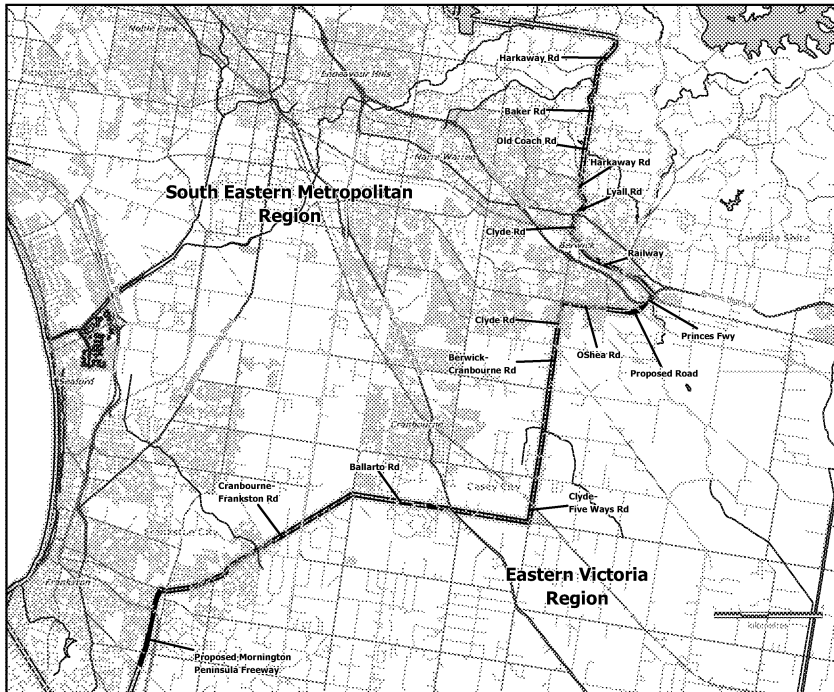 Noble Park
Endeavour Hills
Harkaway Rd
Baker Rd
Old Coach Rd
Narre Warren
Harkaway Rd
South Eastern Metropolitan
Region
Lyall Rd
Clyde Rd
Berwick
Cardinia Shire
Railway
Clyde Rd
Princes Fwy
OShea Rd
Berwick-
Cranbourne Rd
Proposed Road
Seaford
Cranbourne
Ballarto Rd
Cranbourne-
Frankston Rd
Clyde-
Five Ways Rd
Frankston
Eastern Victoria
Region
kilometres
Proposed Mornington
Peninsula Freeway